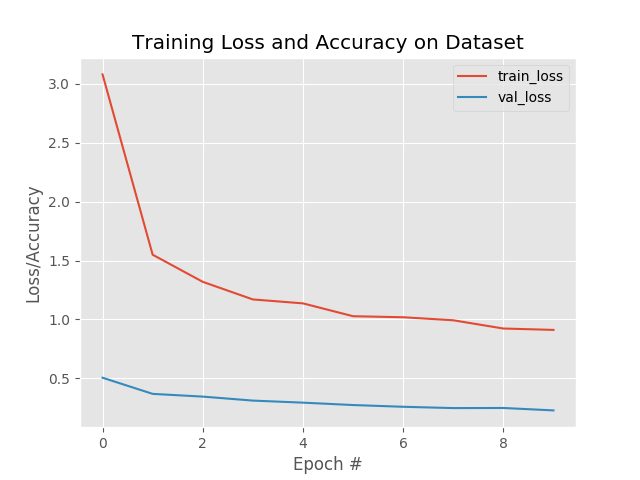 Training Loss and Accuracy on Dataset
train_loss
val_loss
Loss/Accuracy
3.0
2.5
2.0
1.5
1.0
0.5
0 2 4 6 8
Epoch #